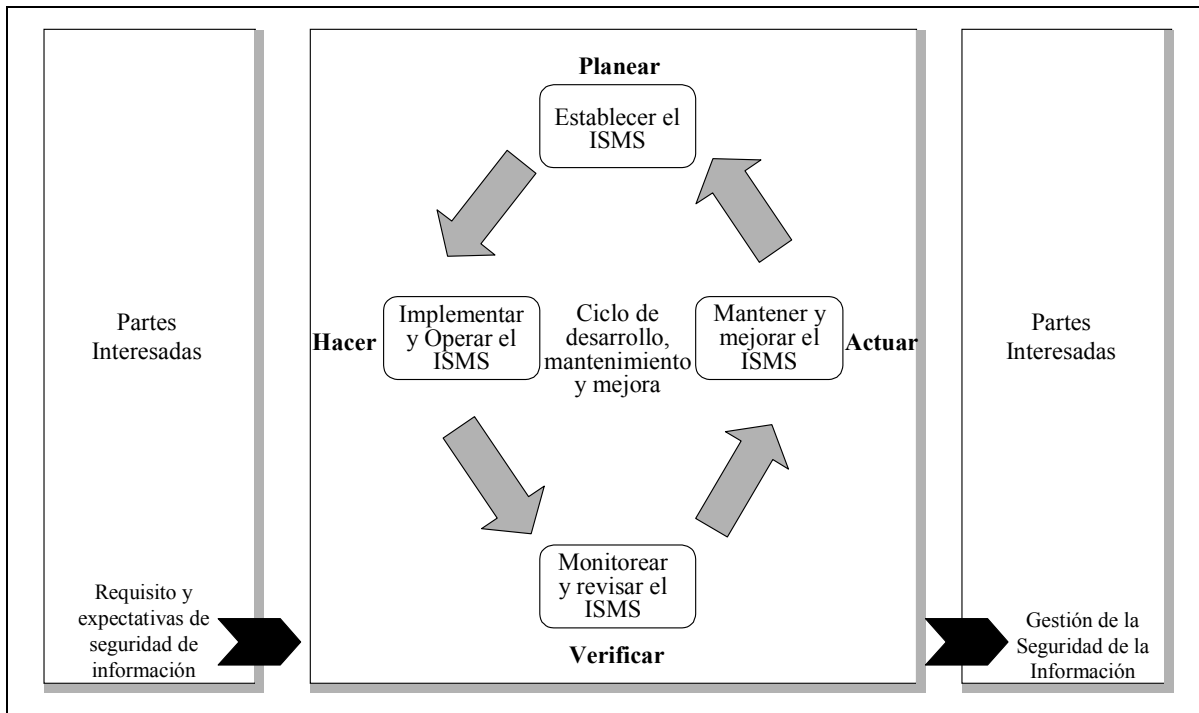 Partes
Interesadas
Requisito y
expectativas de
seguridad de
información
Planear
Establecer el
ISMS
Hacer
Implementar
y Operar el
ISMS
Ciclo de
desarrollo,
mantenimiento
y mejora
Mantener y
mejorar el
ISMS
Actuar
Monitorear
y revisar el
ISMS
Verificar
Partes
Interesadas
Gestión de la
Seguridad de la
Información